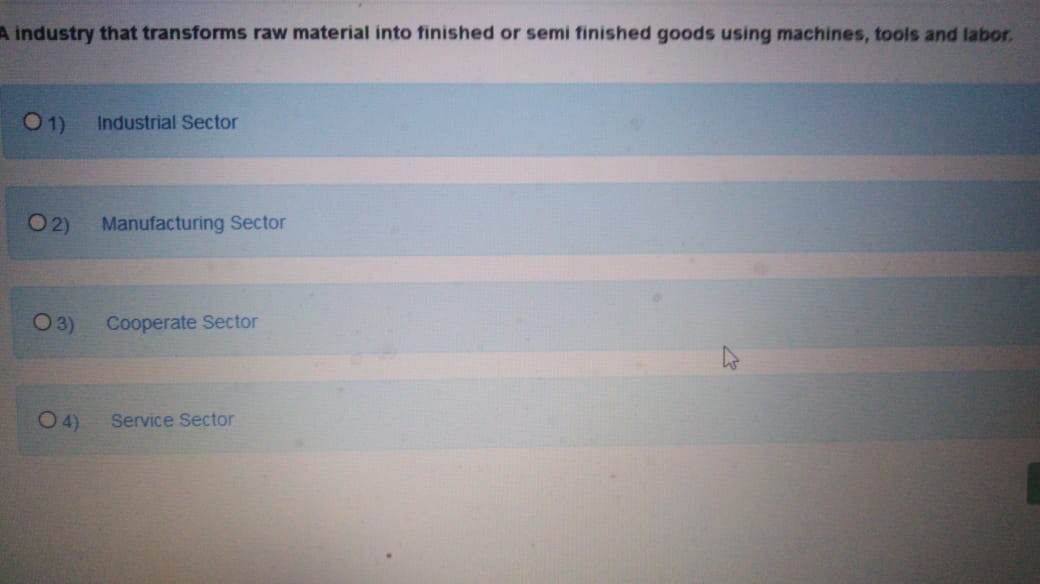 A industry that transforms raw material into finished or semi finished goods using machines, tools and labor.
1) Industrial Sector
2) Manufacturing Sector
3) Cooperate Sector
4) Service Sector